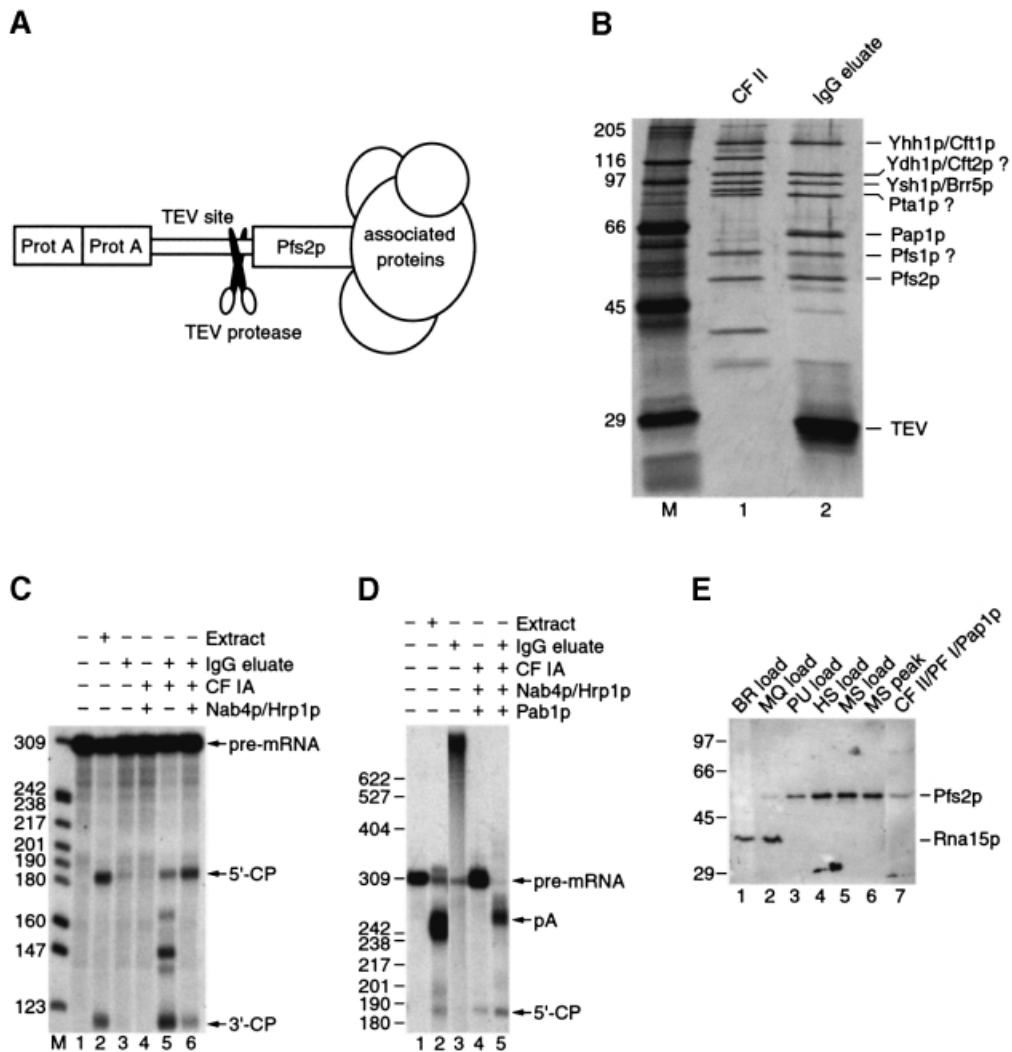 A
TEV site
Prot A Prot A Pfs2p associated proteins
TEV protease
B
CF II IgG eluate
205
116
97
66
45
29
Yhh1p/Cft1p
Ydh1p/Cft2p ?
Ysh1p/Brr5p
Pta1p ?
Pap1p
Pfs1p ?
Pfs2p
TEV
M 1 2
C
− + − − − − Extract
− − + − + + IgG eluate
− − − + + + CF IA
− − − + − + Nab4p/Hrp1p
309
242
238
217
201
190
180
160
147
123
pre-mRNA
5'-CP
3'-CP
M 1 2 3 4 5 6
D
− + − − − Extract
− − + − + IgG eluate
− − − + + CF IA
− − − + + Nab4p/Hrp1p
− − − + + Pab1p
622
527
404
309
242
238
217
201
190
180
pre-mRNA
pA
5'-CP
1 2 3 4 5
E
BR load MQ load PU load HS load MS load MS peak CF II/PF I/Pap1p
97
66
45
29
Pfs2p
Rna15p
1 2 3 4 5 6 7